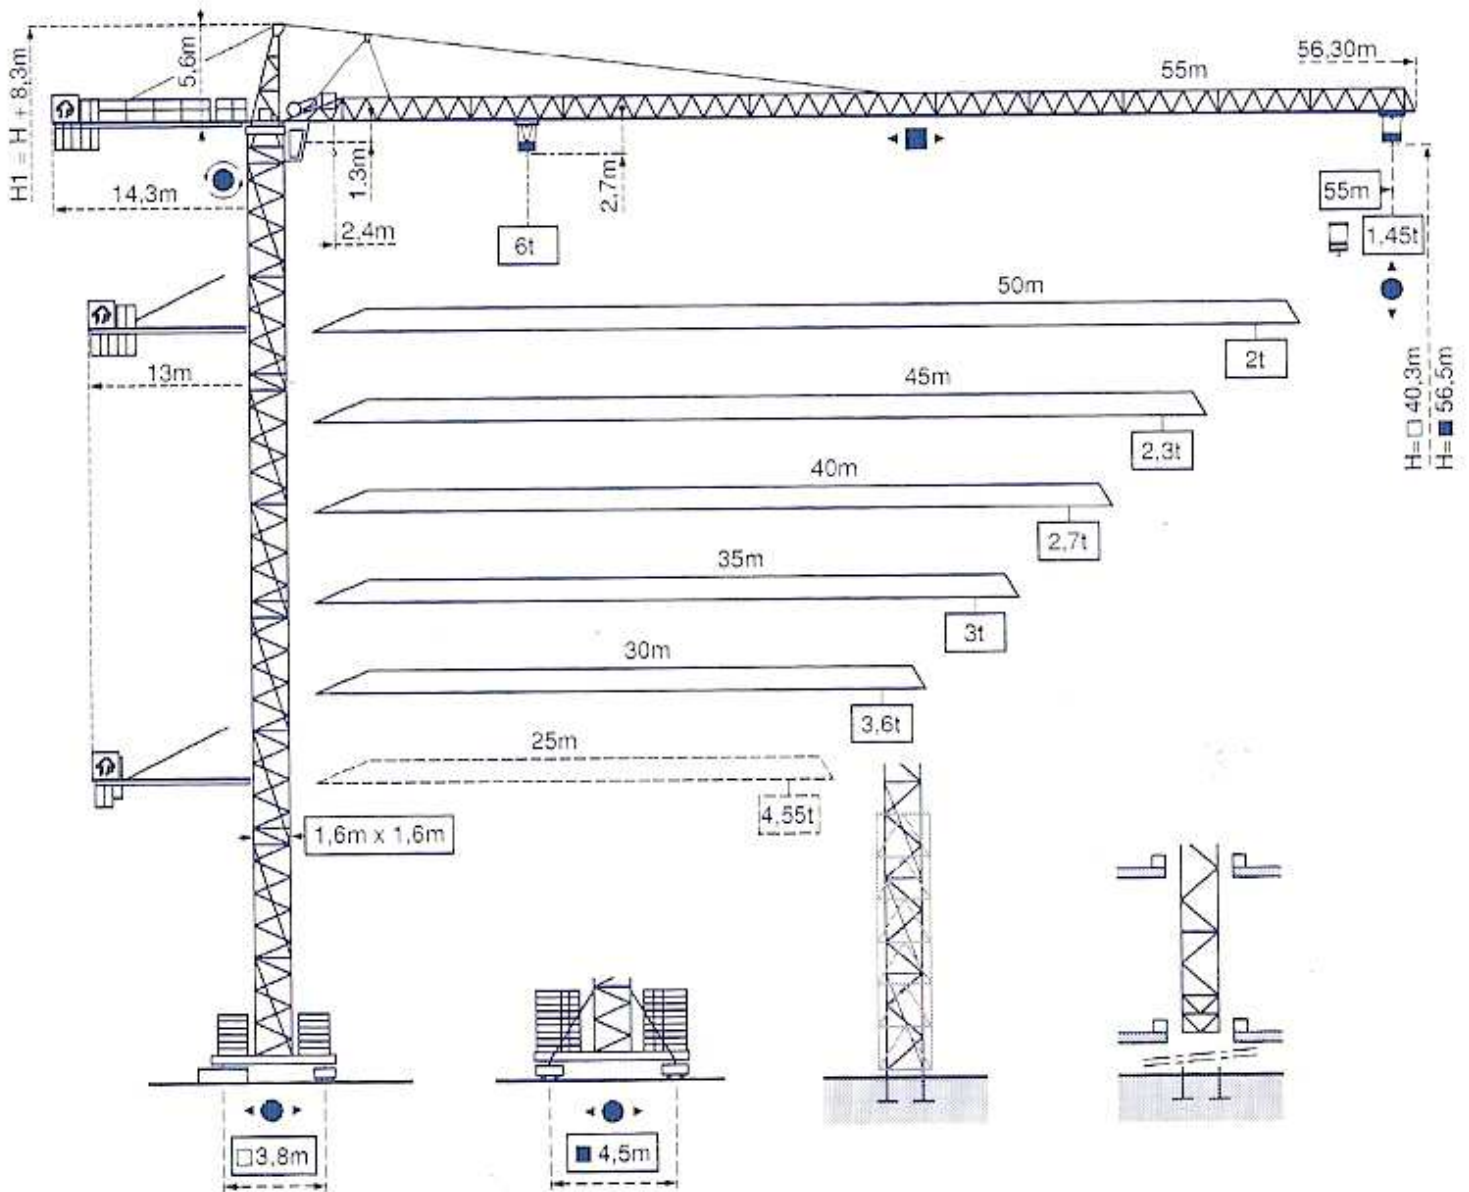 56,30m
55m
5,6m
H1 = H + 8,3m
14,3m
1,3m
2,7m
2,4m
6t
55m
1,45t
50m
2t
13m
45m
2,3t
H=□ 40,3m
H=■ 56,5m
40m
2,7t
35m
3t
30m
3,6t
25m
4,55t
1,6m x 1,6m
□3,8m
■ 4,5m